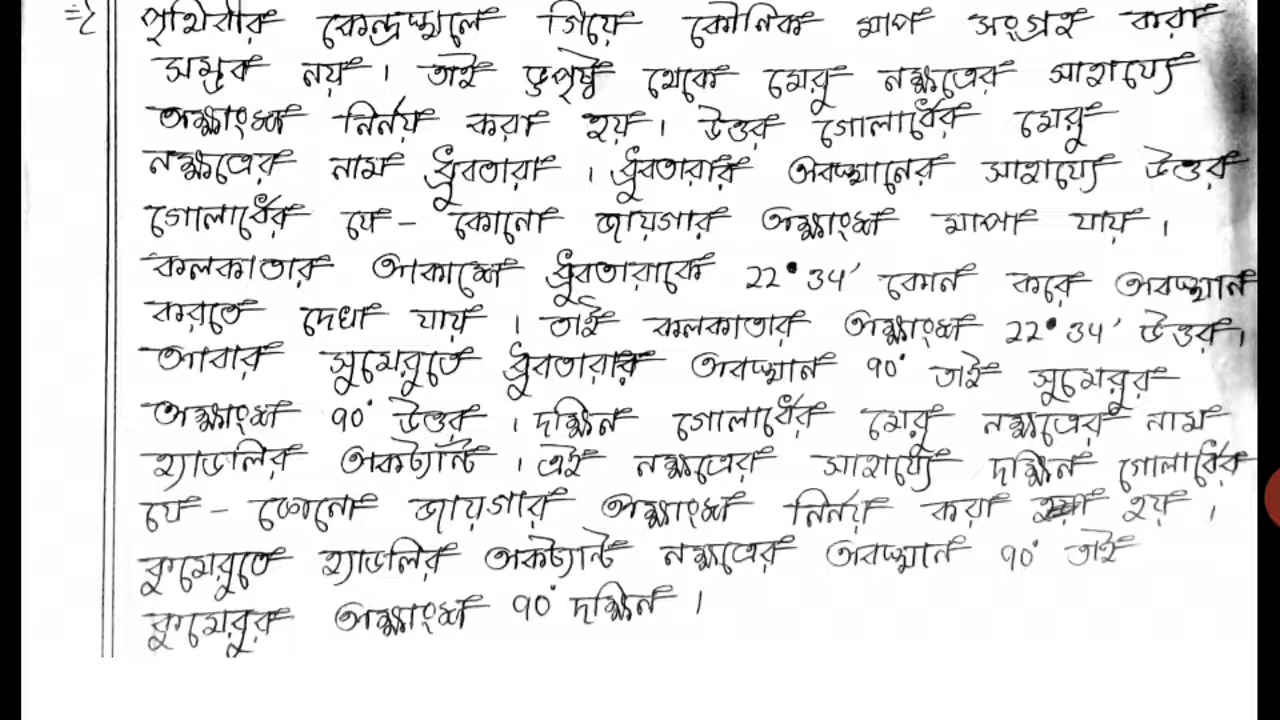 => পৃথিবীর কেন্দ্রস্থলে গিয়ে কৌনিক মাপ সংগ্রহ করা
সম্ভব নয়। তাই ভুপৃষ্ঠ থেকে মেরু নক্ষত্রের সাহায্যে
অক্ষাংশ নির্নয় করা হয়। উত্তর গোলার্ধের মেরু
নক্ষত্রের নাম ধ্রুবতারা। ধ্রুবতারার অবস্থানের সাহায্যে উত্তর
গোলার্ধের যে - কোনো জায়গার অক্ষাংশ মাপা যায়।
কলকাতার আকাশে ধ্রুবতারাকে 22° 34' কোন করে অবস্থান
করতে দেখা যায়। তাই কলকাতার অক্ষাংশ 22° 34' উত্তর।
আবার সুমেরুতে ধ্রুবতারার অবস্থান 90° তাই সুমেরুর
অক্ষাংশ 90° উত্তর। দক্ষিন গোলার্ধের মেরু নক্ষত্রের নাম
হ্যাডলির অকট্যান্ট। এই নক্ষত্রের সাহায্যে দক্ষিন গোলার্ধের
যে - কোনো জায়গার অক্ষাংশ নির্নয় করা হয়।
কুমেরুতে হ্যাডলির অকট্যান্ট নক্ষত্রের অবস্থান 90° তাই
কুমেরুর অক্ষাংশ 90° দক্ষিন।